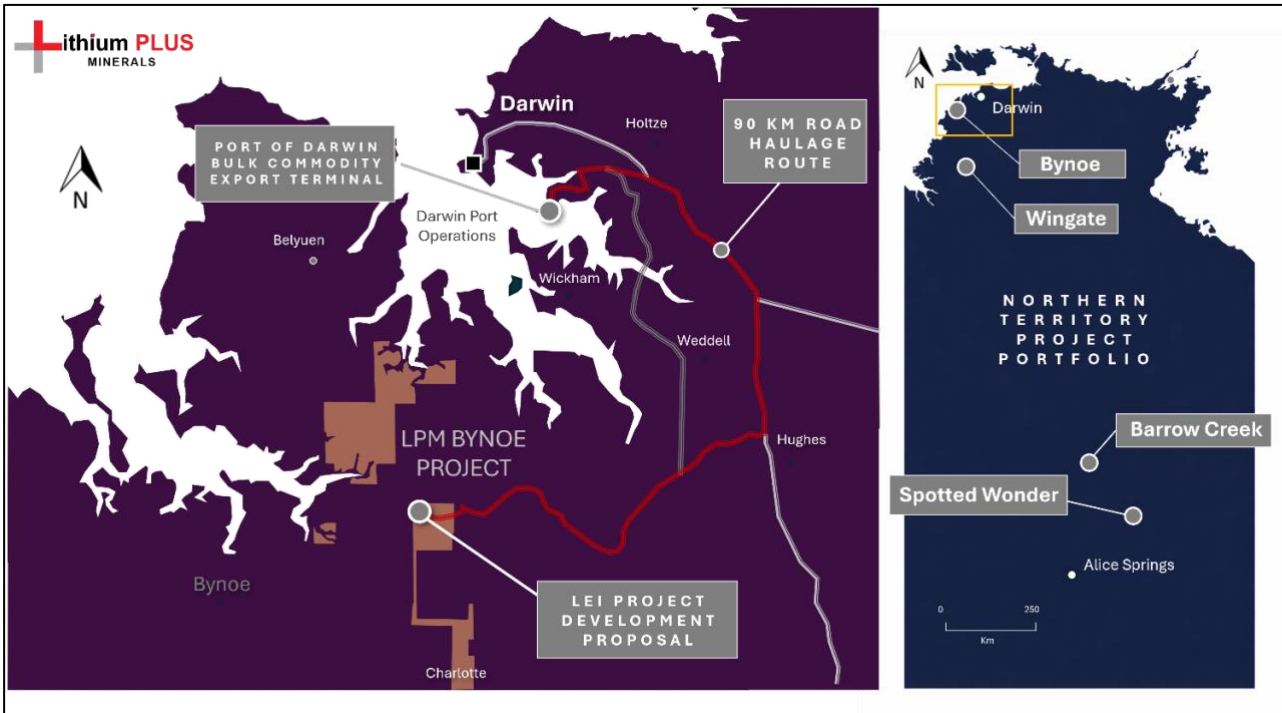 Lithium PLUS
MINERALS
Darwin
Holtze
PORT OF DARWIN
BULK COMMODITY
EXPORT TERMINAL
90 KM ROAD
HAULAGE
ROUTE
N
Darwin Port
Operations
Belyuen
Wickham
Weddell
LPM BYNOE
PROJECT
Hughes
Bynoe
LEI PROJECT
DEVELOPMENT
PROPOSAL
Charlotte
N
Darwin
Bynoe
Wingate
NORTHERN
TERRITORY
PROJECT
PORTFOLIO
Barrow Creek
Spotted Wonder
Alice Springs
0 250
Km